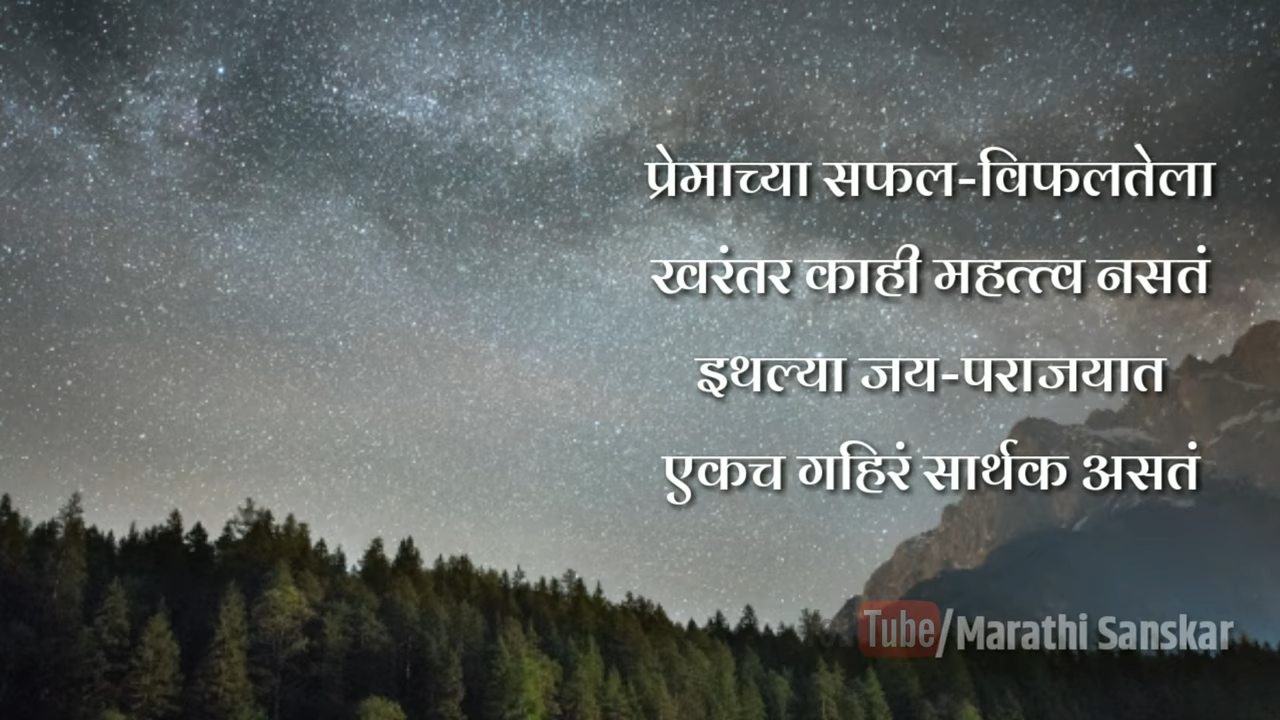 प्रेमाच्या सफल-विफलतेला
खरंतर काही महत्त्व नसतं
इथल्या जय-पराजयात
एकच गहिरं सार्थक असतं
Tube/Marathi Sanskar